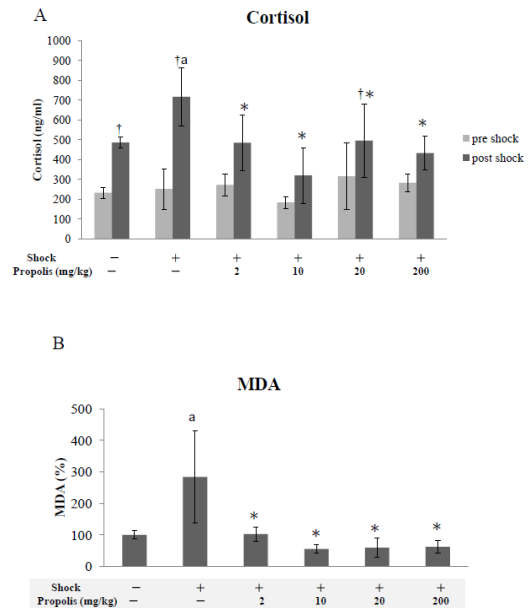 A
Cortisol
Cortisol (ng/ml)
1000
900
800
700
600
500
400
300
200
100
0
†
†a
*
*
†*
*
pre shock
post shock
Shock − + + + + +
Propolis (mg/kg) − − 2 10 20 200
B
MDA
MDA (%)
500
400
300
200
100
0
a
*
*
*
*
Shock − + + + + +
Propolis (mg/kg) − − 2 10 20 200